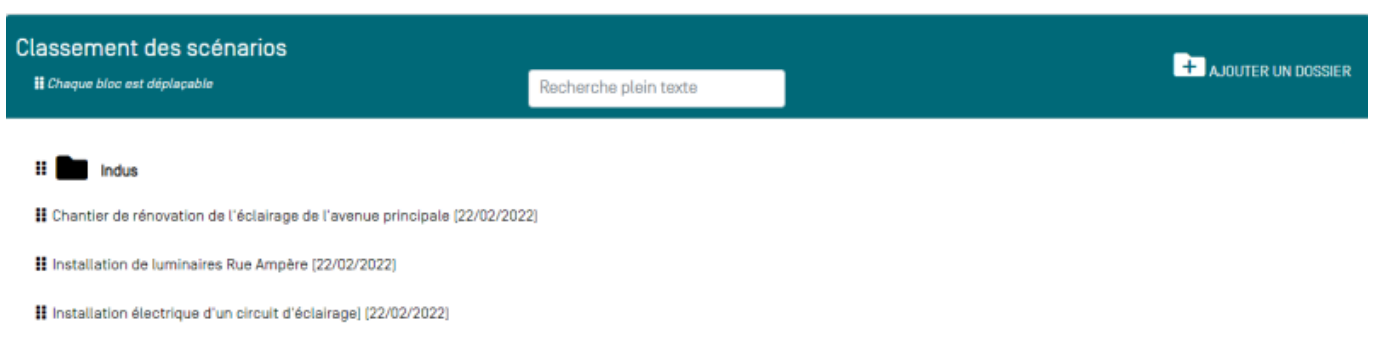 Classement des scénarios
Chaque bloc est déplaçable
Recherche plein texte
AJOUTER UN DOSSIER
Indus
Chantier de rénovation de l'éclairage de l'avenue principale (22/02/2022)
Installation de luminaires Rue Ampère (22/02/2022)
Installation électrique d'un circuit d'éclairage) (22/02/2022)